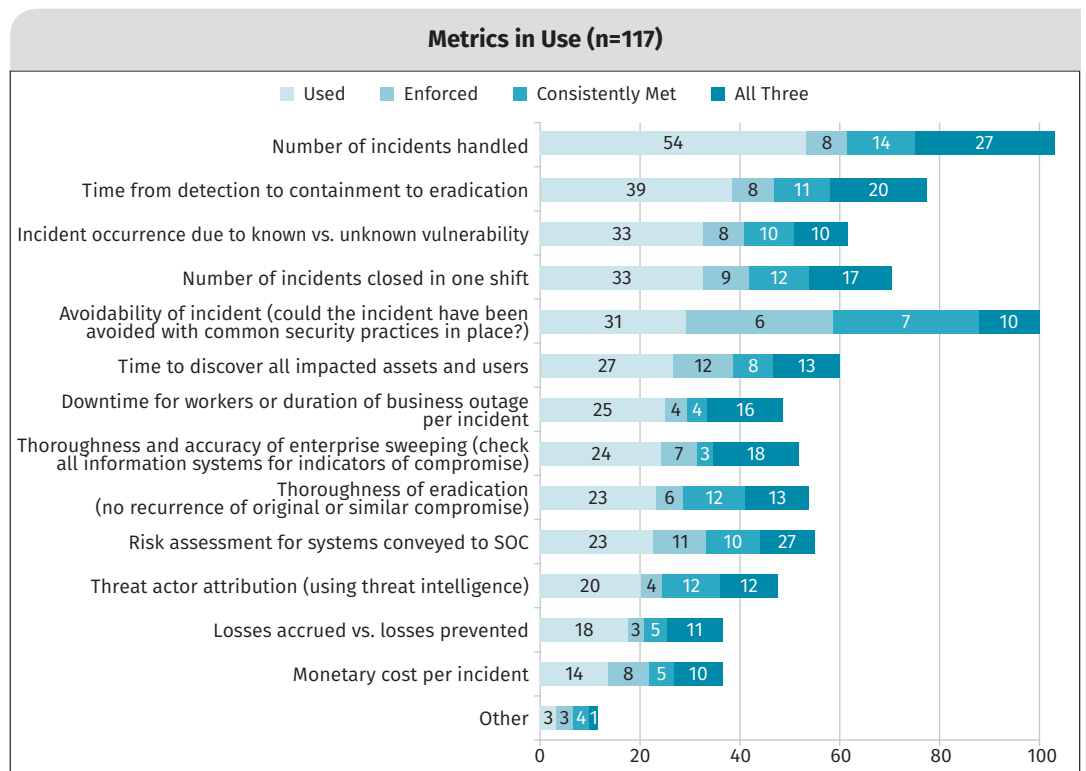 Metrics in Use (n=117)
Used Enforced Consistently Met All Three
Number of incidents handled 54 8 14 27
Time from detection to containment to eradication 39 8 11 20
Incident occurrence due to known vs. unknown vulnerability 33 8 10 10
Number of incidents closed in one shift 33 9 12 17
Avoidability of incident (could the incident have been
avoided with common security practices in place?) 31 6 7 10
Time to discover all impacted assets and users 27 12 8 13
Downtime for workers or duration of business outage
per incident 25 4 4 16
Thoroughness and accuracy of enterprise sweeping (check
all information systems for indicators of compromise) 24 7 3 18
Thoroughness of eradication
(no recurrence of original or similar compromise) 23 6 12 13
Risk assessment for systems conveyed to SOC 23 11 10 27
Threat actor attribution (using threat intelligence) 20 4 12 12
Losses accrued vs. losses prevented 18 3 5 11
Monetary cost per incident 14 8 5 10
Other 3 3 4 1
0 20 40 60 80 100